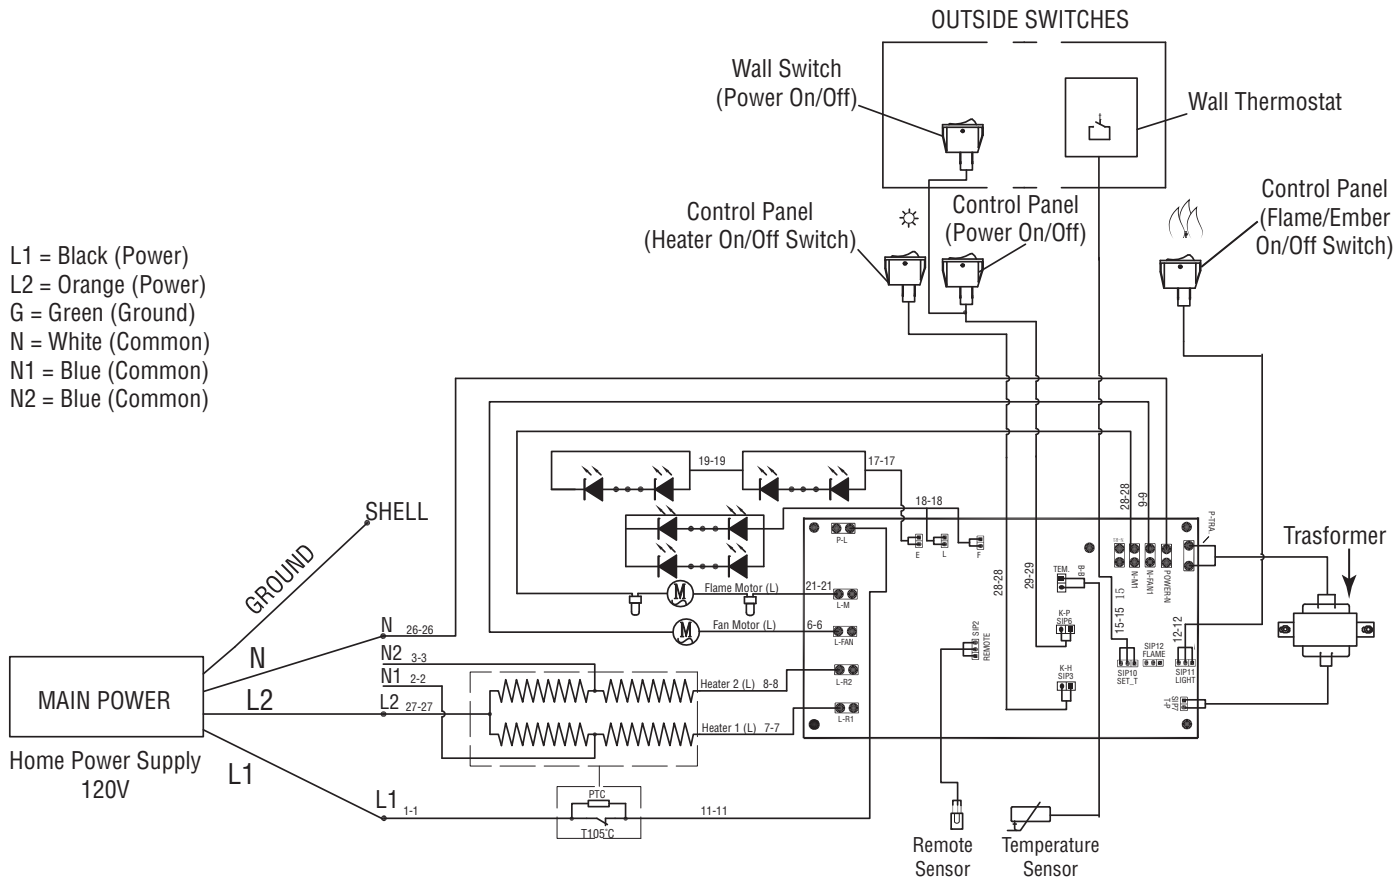 OUTSIDE SWITCHES
Wall Switch
(Power On/Off)
Wall Thermostat
Control Panel
(Heater On/Off Switch)
Control Panel
(Power On/Off)
Control Panel
(Flame/Ember
On/Off Switch)
L1 = Black (Power)
L2 = Orange (Power)
G = Green (Ground)
N = White (Common)
N1 = Blue (Common)
N2 = Blue (Common)
19-19
17-17
18-18
28-28
9-9
P-TRA.
SHELL
GROUND
P-L
E
L
F
28-28
29-29
TEM.
B-B
N-M1
N-FAN1
POWER-N
Trasformer
Flame Motor (L)
21-21
L-M
M
Fan Motor (L)
6-6
L-FAN
M
K-P
SIP6
SIP2
REMOTE
15-15
15
12-12
SIP12
FLAME
SIP10
SET_T
SIP11
LIGHT
K-H
SIP3
SIP7
T-P
N
26-26
N2
3-3
N1
2-2
L2
27-27
N
L2
L1
MAIN POWER
Home Power Supply
120V
Heater 2 (L)
8-8
L-R2
Heater 1 (L)
7-7
L-R1
L1
1-1
PTC
T105°C
11-11
Remote
Sensor
Temperature
Sensor